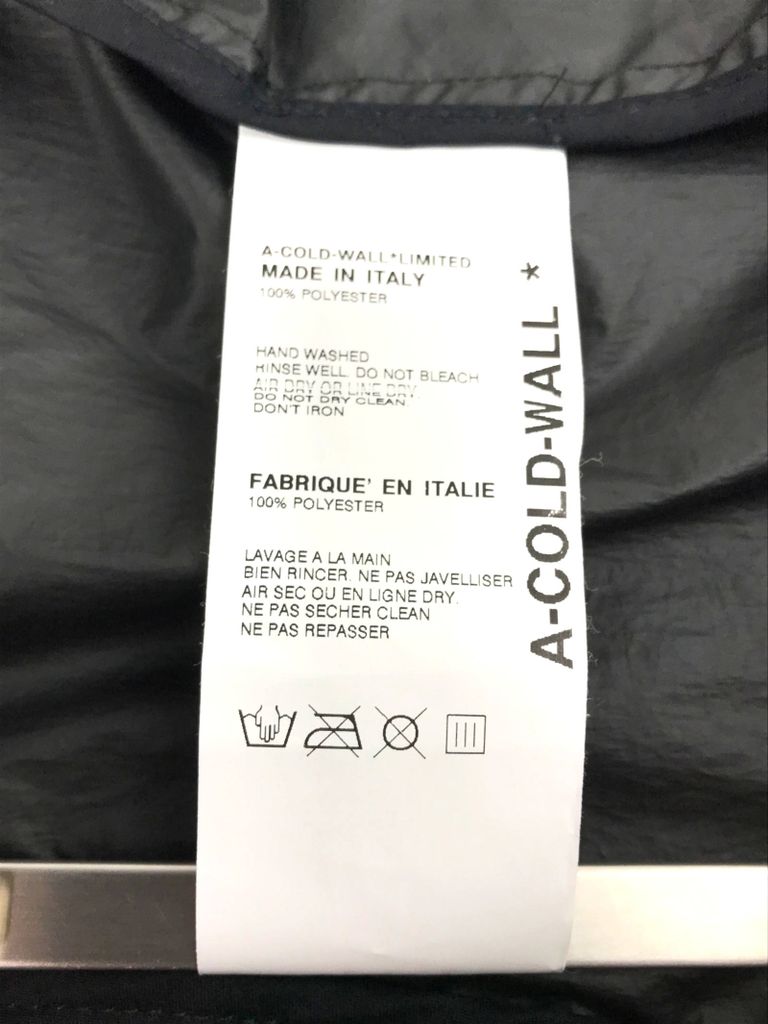 A-COLD-WALL*LIMITED
MADE IN ITALY
100% POLYESTER
HAND WASHED
RINSE WELL. DO NOT BLEACH
AIR DRY OR LINE DRY.
DO NOT DRY CLEAN.
DON'T IRON
FABRIQUE' EN ITALIE
100% POLYESTER
LAVAGE A LA MAIN
BIEN RINCER. NE PAS JAVELLISER
AIR SEC OU EN LIGNE DRY.
NE PAS SECHER CLEAN
NE PAS REPASSER
A-COLD-WALL*